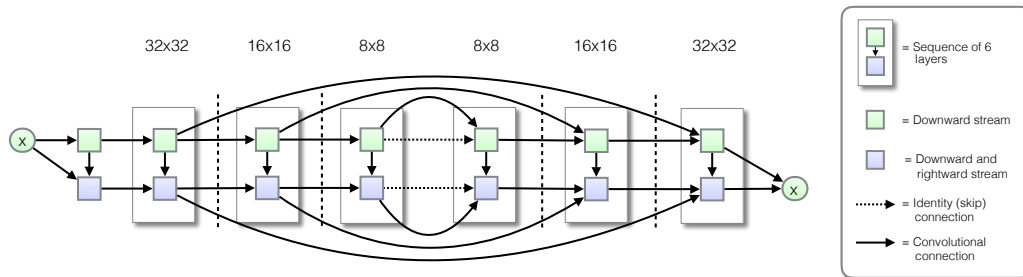 32x32
16x16
8x8
8x8
16x16
32x32
x
x
= Sequence of 6
layers
= Downward stream
= Downward and
rightward stream
= Identity (skip)
connection
= Convolutional
connection